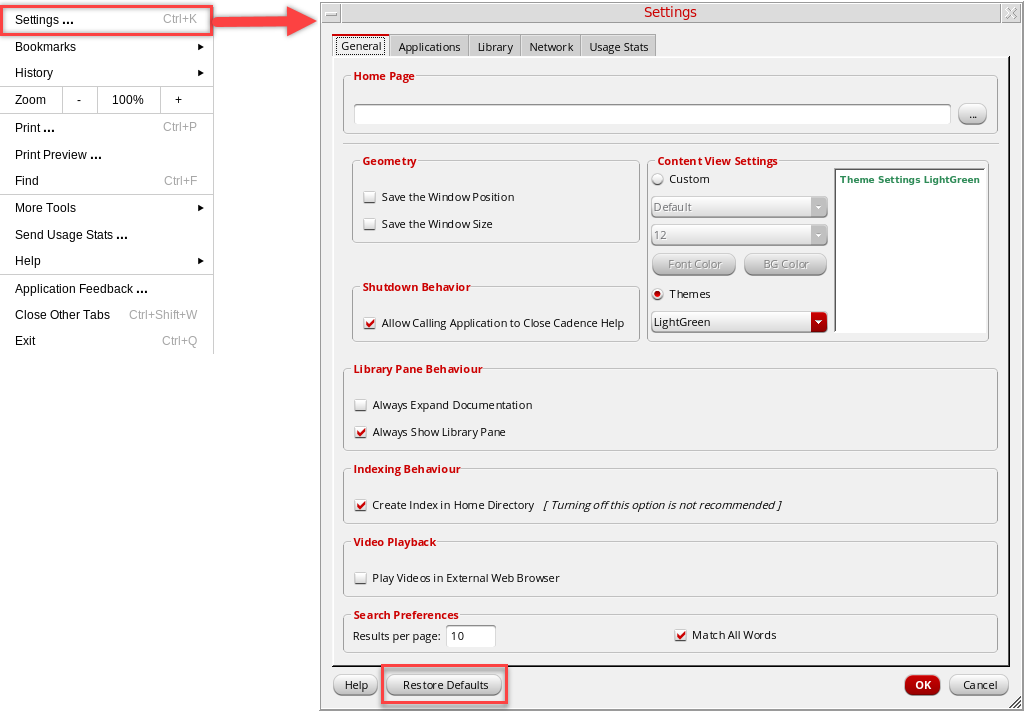 Settings ... Ctrl+K
Bookmarks
History
Zoom - 100% +
Print ... Ctrl+P
Print Preview ...
Find Ctrl+F
More Tools
Send Usage Stats ...
Help
Application Feedback ...
Close Other Tabs Ctrl+Shift+W
Exit Ctrl+Q
Settings
General Applications Library Network Usage Stats
Home Page
...
Geometry
Save the Window Position
Save the Window Size
Shutdown Behavior
Allow Calling Application to Close Cadence Help
Content View Settings
Custom
Default
12
Font Color BG Color
Themes
LightGreen
Theme Settings LightGreen
Library Pane Behaviour
Always Expand Documentation
Always Show Library Pane
Indexing Behaviour
Create Index in Home Directory [ Turning off this option is not recommended ]
Video Playback
Play Videos in External Web Browser
Search Preferences
Results per page: 10 Match All Words
Help Restore Defaults OK Cancel